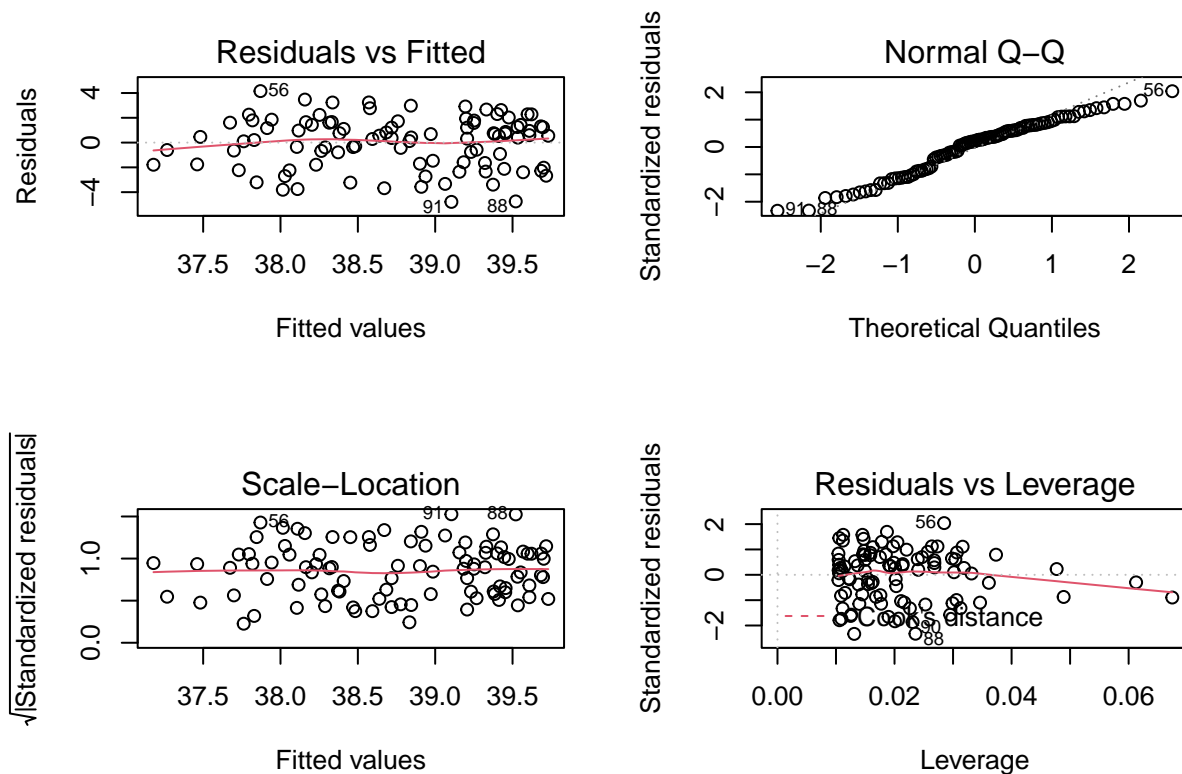 Residuals vs Fitted
Residuals
4
0
−4
56
91
88
37.5 38.0 38.5 39.0 39.5
Fitted values
Normal Q−Q
Standardized residuals
2
0
−2
56
91
88
−2 −1 0 1 2
Theoretical Quantiles
Scale−Location
√|Standardized residuals|
1.0
0.0
56
91
88
37.5 38.0 38.5 39.0 39.5
Fitted values
Residuals vs Leverage
Standardized residuals
2
0
−2
56
's distance
90
88
0.00 0.02 0.04 0.06
Leverage